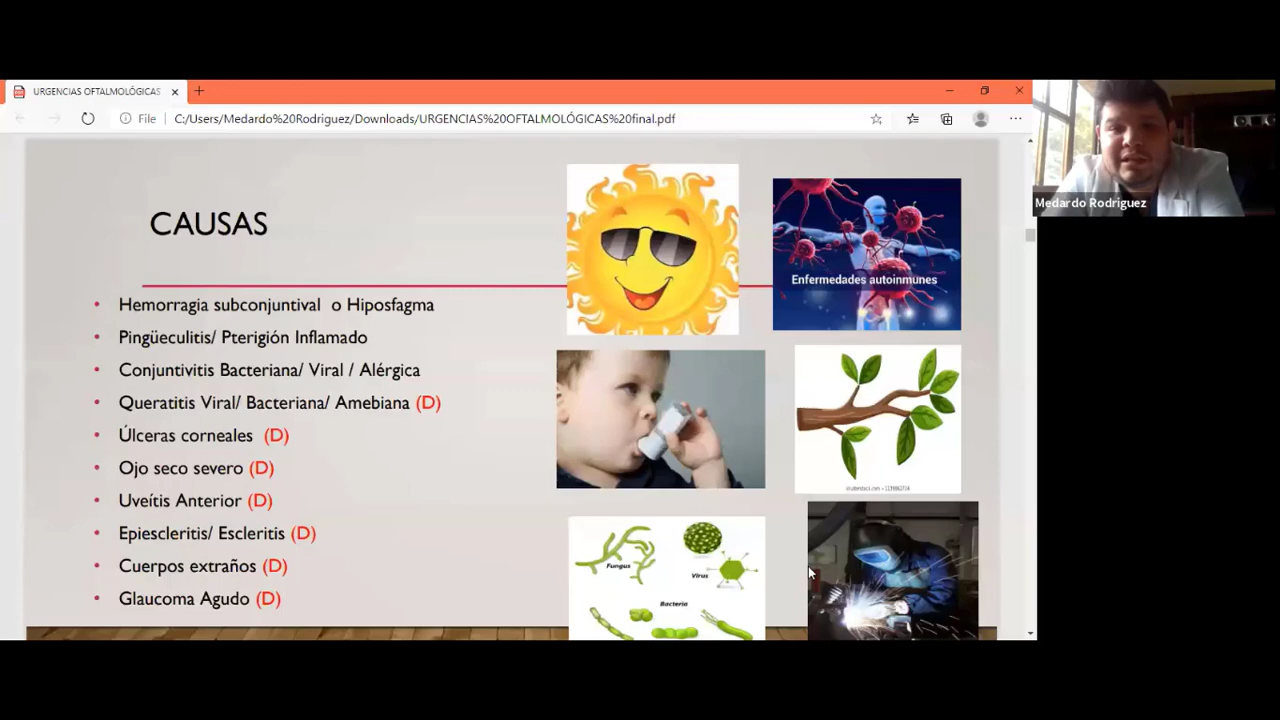 URGENCIAS OFTALMOLÓGICAS
File
C:/Users/Medardo%20Rodriguez/Downloads/URGENCIAS%20OFTALMOLÓGICAS%20final.pdf
Medardo Rodriguez
CAUSAS
Enfermedades autoinmunes
• Hemorragia subconjuntival o Hiposfagma
• Pingüeculitis/ Pterigión Inflamado
• Conjuntivitis Bacteriana/ Viral / Alérgica
• Queratitis Viral/ Bacteriana/ Amebiana (D)
• Úlceras corneales (D)
• Ojo seco severo (D)
• Uveítis Anterior (D)
• Epiescleritis/ Escleritis (D)
• Cuerpos extraños (D)
• Glaucoma Agudo (D)
Fungus
Virus
Bacteria